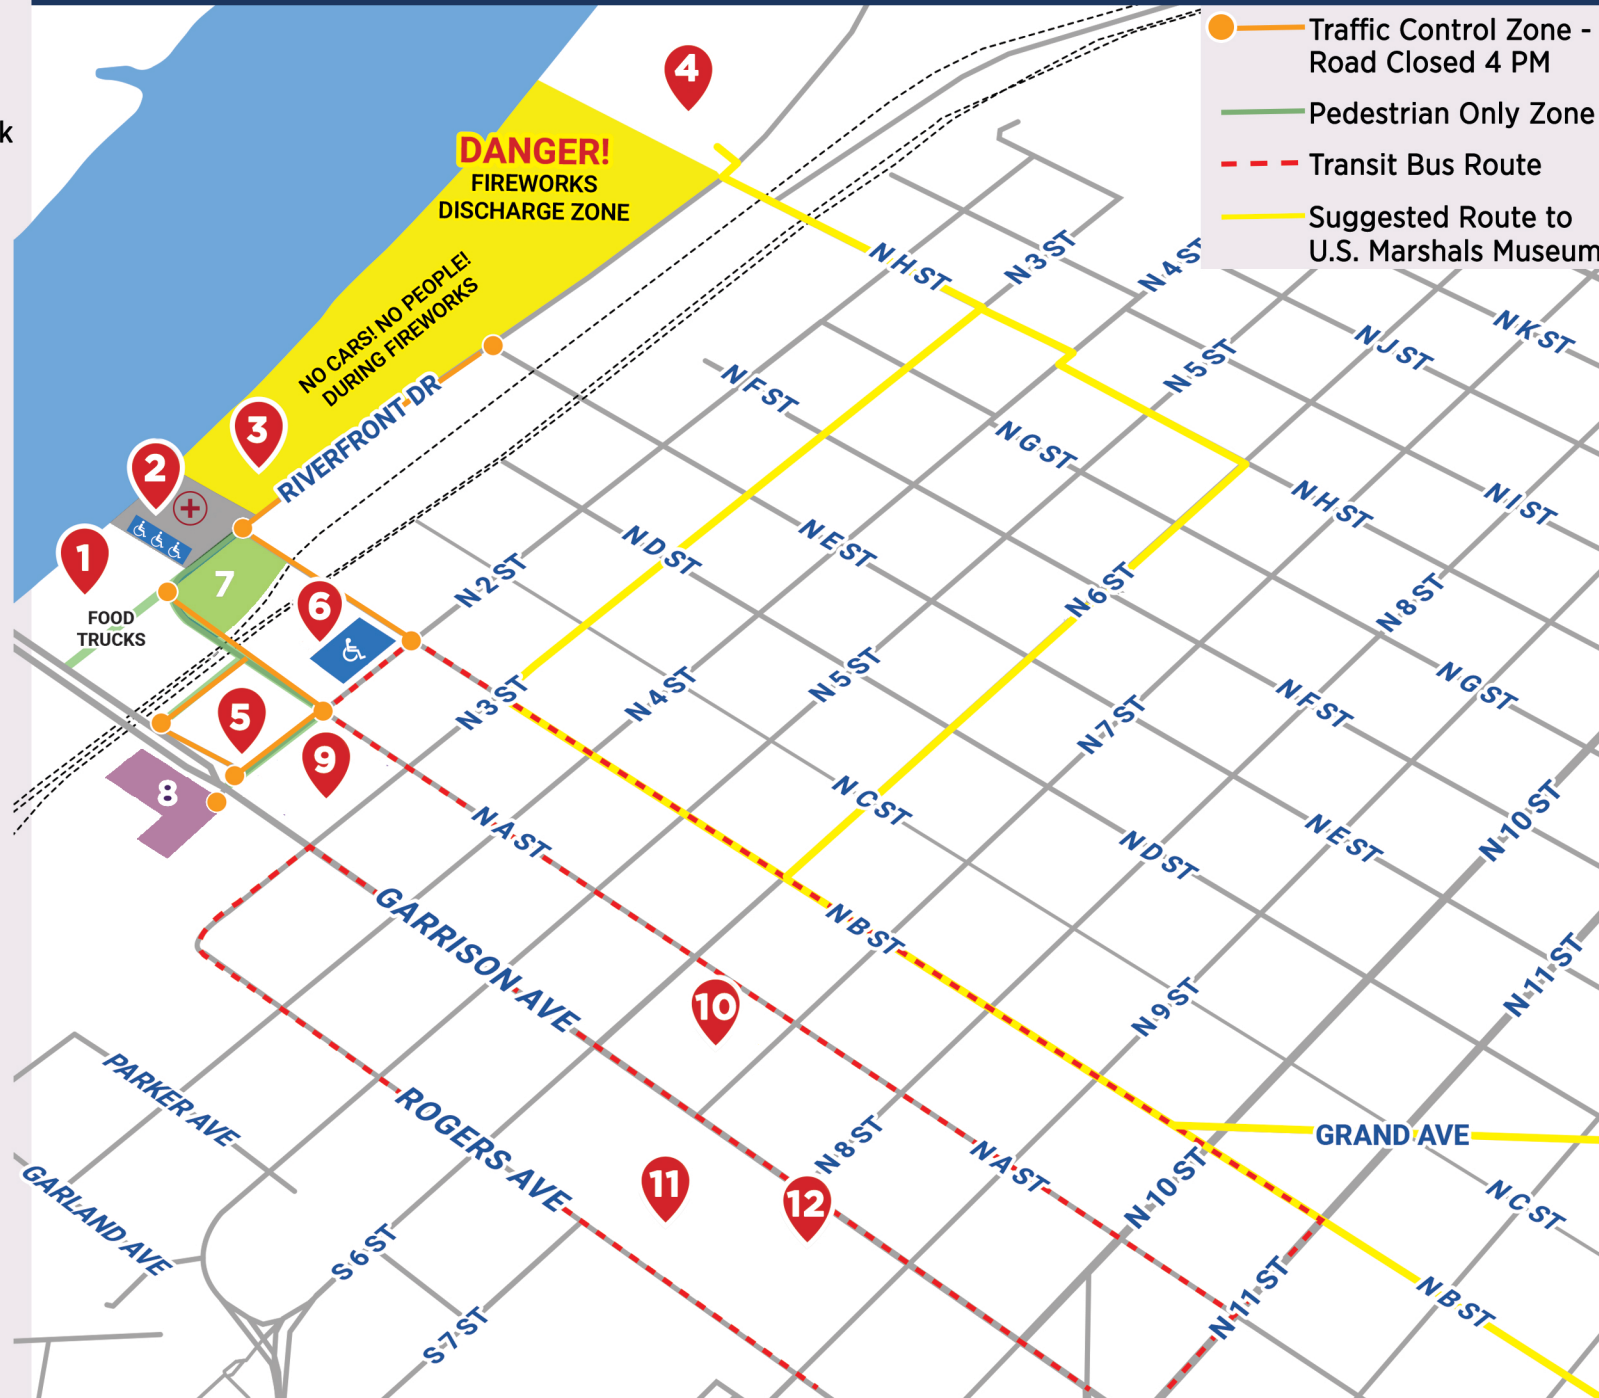 k
Traffic Control Zone -
Road Closed 4 PM
Pedestrian Only Zone
Transit Bus Route
Suggested Route to
U.S. Marshals Museum
4
DANGER!
FIREWORKS
DISCHARGE ZONE
NO CARS! NO PEOPLE!
DURING FIREWORKS
N H ST
N 3 ST
N 4 ST
N K ST
N J ST
N 5 ST
N F ST
RIVERFRONT DR
3
2
1
7
FOOD
TRUCKS
6
N G ST
N H ST
N I ST
N D ST
N E ST
N 2 ST
N 6 ST
N 8 ST
5
9
8
N 3 ST
N 4 ST
N 5 ST
N 7 ST
N F ST
N G ST
N A ST
N C ST
N D ST
N E ST
N 10 ST
GARRISON AVE
N B ST
10
N 9 ST
N 11 ST
PARKER AVE
ROGERS AVE
GARLAND AVE
11
12
N 8 ST
N A ST
GRAND AVE
N 10 ST
N C ST
S 6 ST
S 7 ST
N 11 ST
N B ST